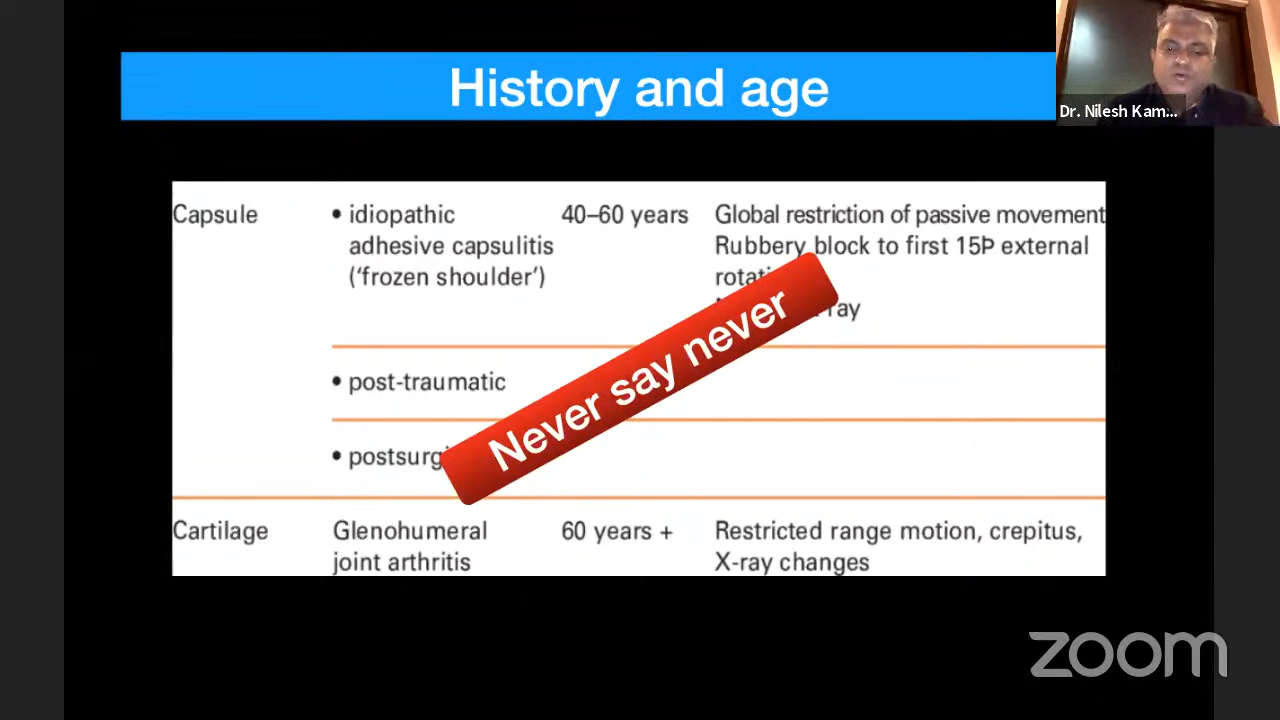 History and age
Dr. Nilesh Kam...
Capsule
• idiopathic
adhesive capsulitis
('frozen shoulder')
40–60 years
Global restriction of passive movement
Rubbery block to first 15Þ external
ray
• post-traumatic
Never say never
Cartilage
Glenohumeral
joint arthritis
60 years +
Restricted range motion, crepitus,
X-ray changes
zoom